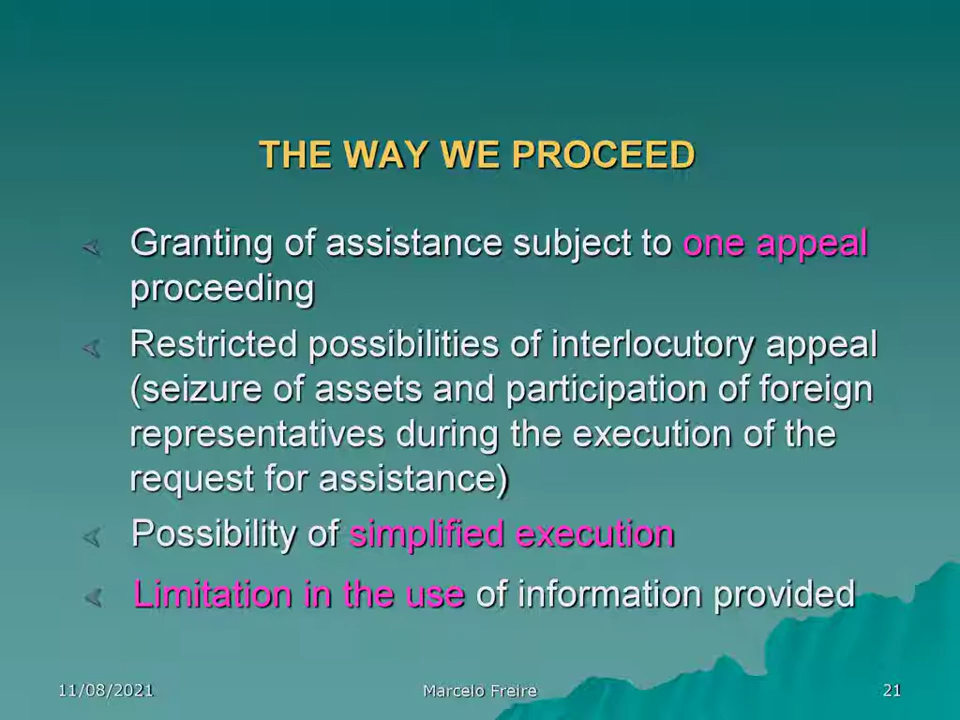 THE WAY WE PROCEED
Granting of assistance subject to one appeal
proceeding
Restricted possibilities of interlocutory appeal
(seizure of assets and participation of foreign
representatives during the execution of the
request for assistance)
Possibility of simplified execution
Limitation in the use of information provided
11/08/2021
Marcelo Freire
21